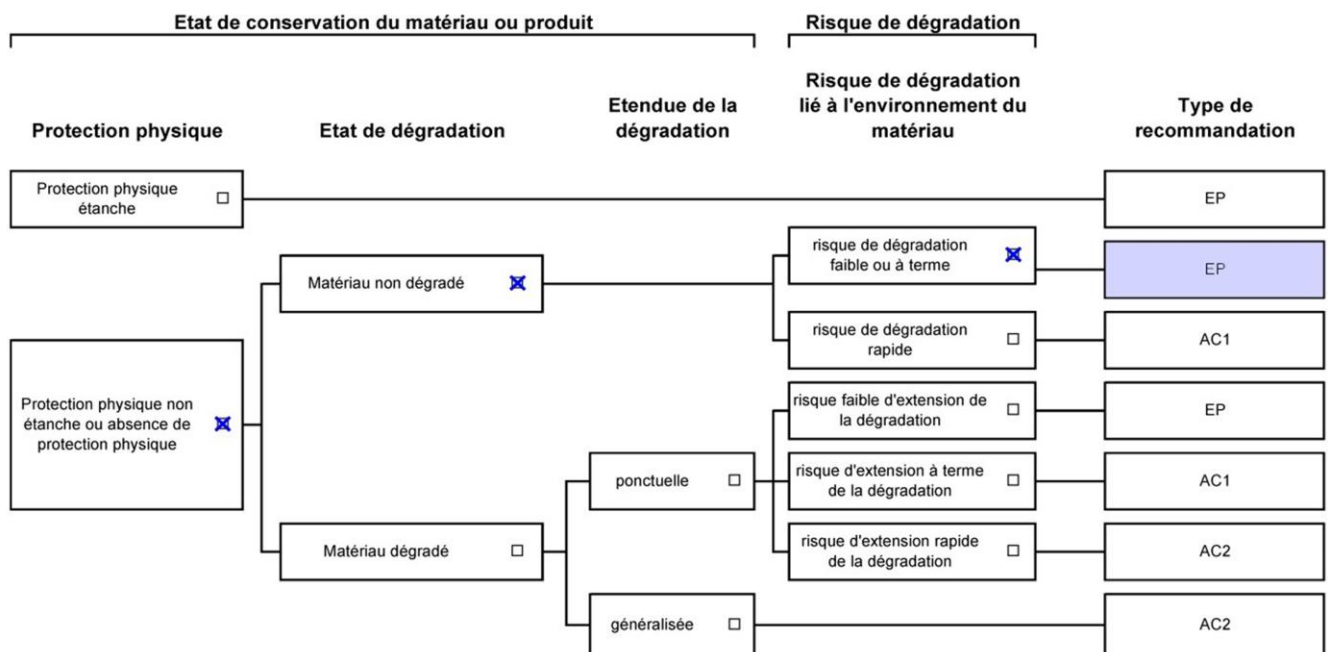 Etat de conservation du matériau ou produit
Risque de dégradation
Protection physique
Etat de dégradation
Etendue de la
dégradation
Risque de dégradation
lié à l'environnement du
matériau
Type de
recommandation
Protection physique
étanche
EP
risque de dégradation
faible ou à terme
EP
Matériau non dégradé
risque de dégradation
rapide
AC1
Protection physique non
étanche ou absence de
protection physique
risque faible d'extension de
la dégradation
EP
ponctuelle
risque d'extension à terme
de la dégradation
AC1
Matériau dégradé
risque d'extension rapide
de la dégradation
AC2
généralisée
AC2